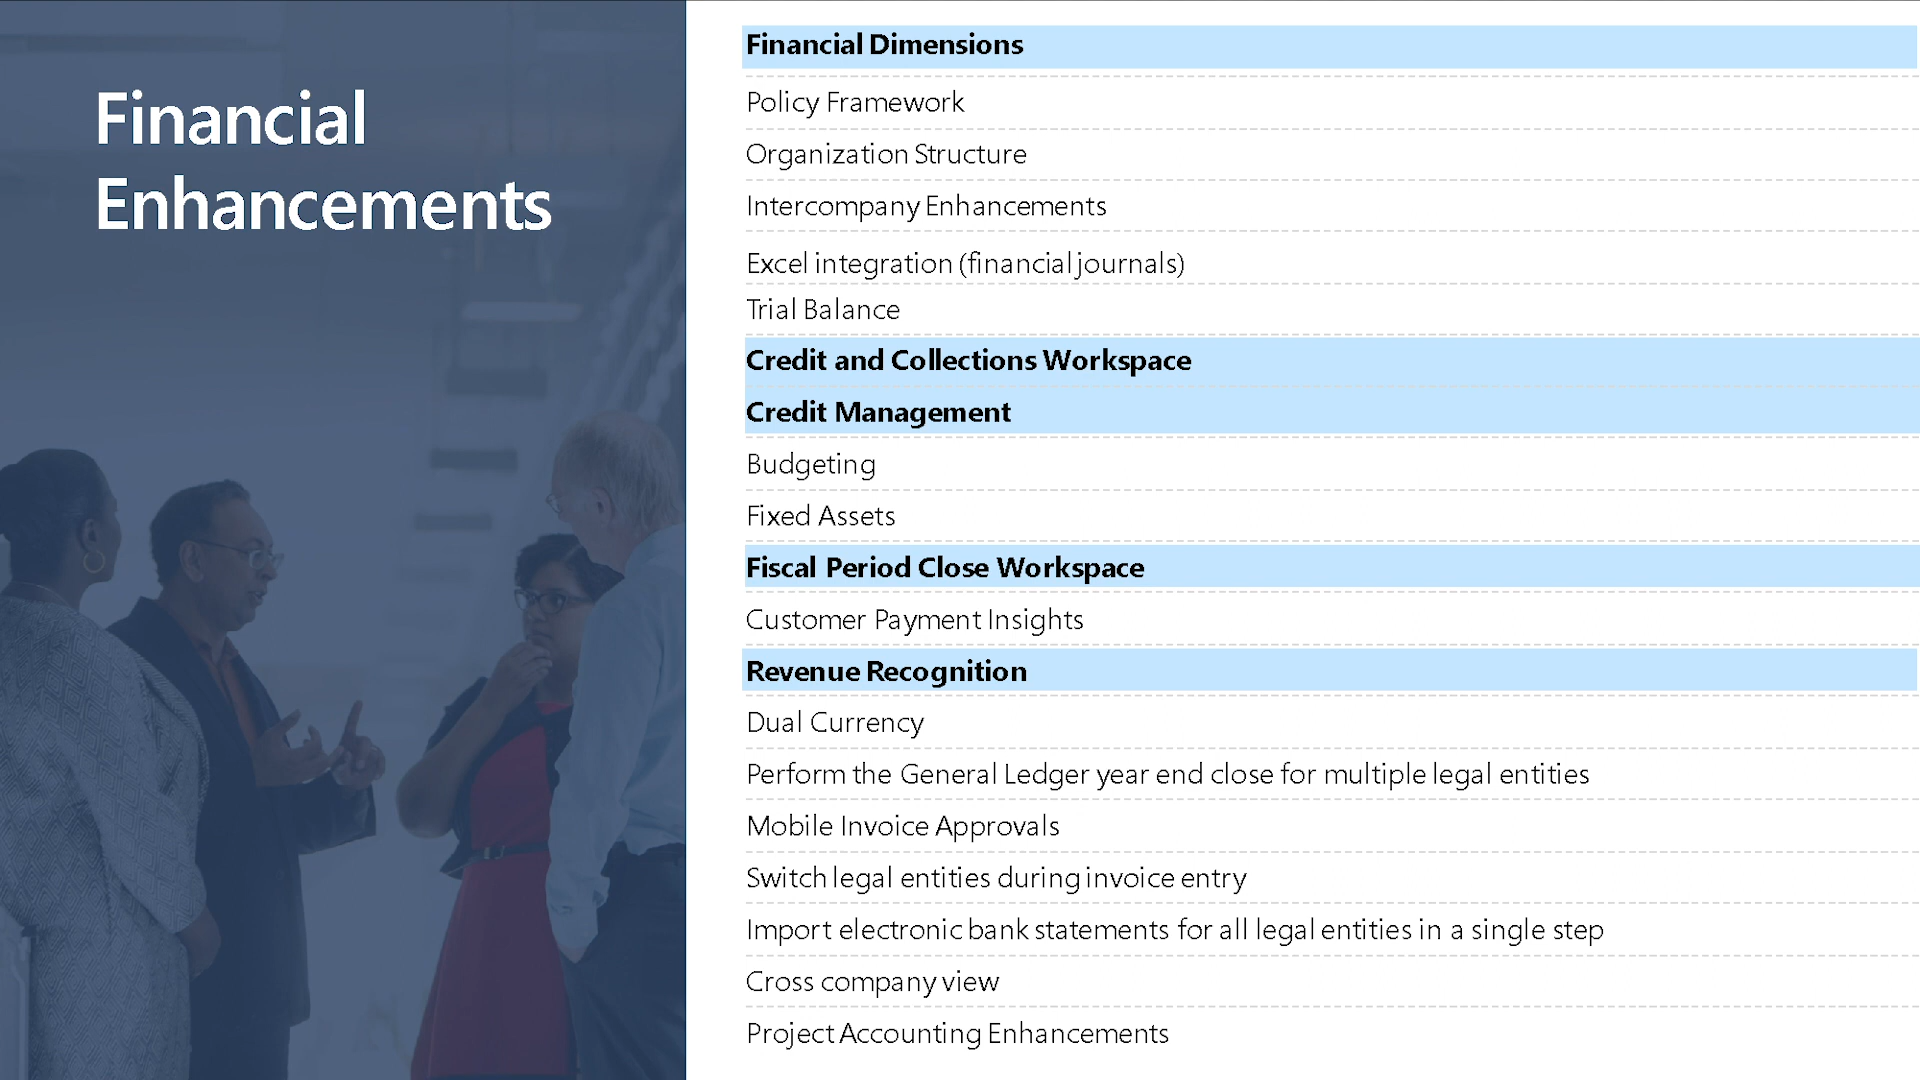 Financial
Enhancements
Financial Dimensions
Policy Framework
Organization Structure
Intercompany Enhancements
Excel integration (financial journals)
Trial Balance
Credit and Collections Workspace
Credit Management
Budgeting
Fixed Assets
Fiscal Period Close Workspace
Customer Payment Insights
Revenue Recognition
Dual Currency
Perform the General Ledger year end close for multiple legal entities
Mobile Invoice Approvals
Switch legal entities during invoice entry
Import electronic bank statements for all legal entities in a single step
Cross company view
Project Accounting Enhancements